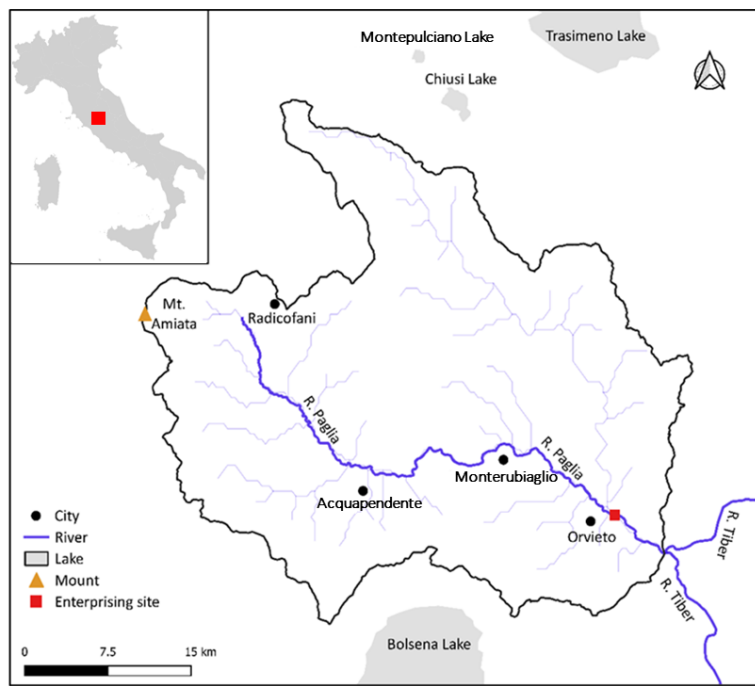 Montepulciano Lake
Trasimeno Lake
Chiusi Lake
Mt.
Amiata
Radicofani
R. Paglia
R. Paglia
Monterubiaglio
Acquapendente
Orvieto
R. Tiber
R. Tiber
Bolsena Lake
City
River
Lake
Mount
Enterprising site
0 7.5 15 km